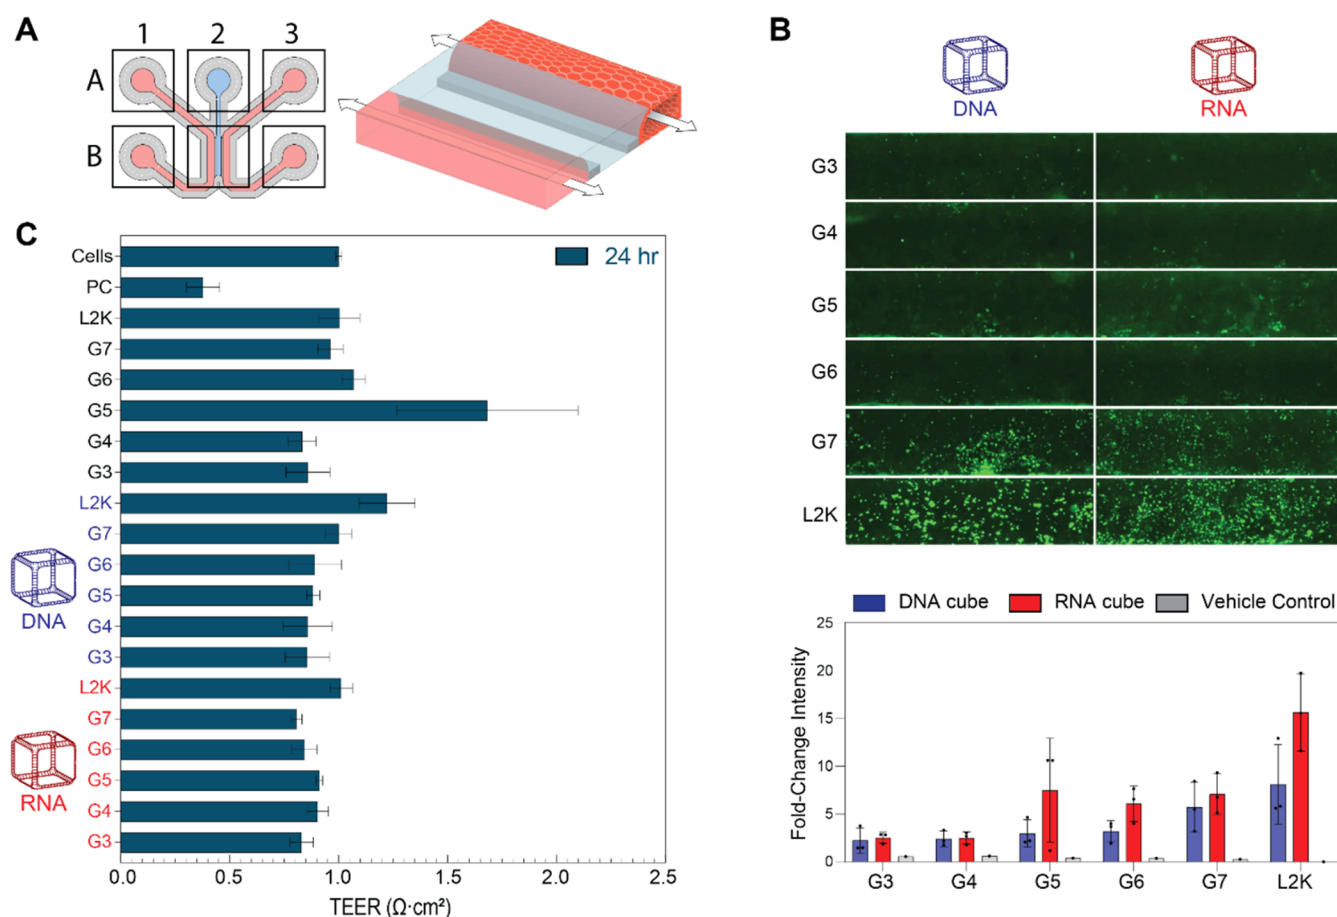 A
1 2 3
A
B
B
DNA RNA
G3
G4
G5
G6
G7
L2K
DNA cube RNA cube Vehicle Control
Fold-Change Intensity
25
20
15
10
5
0
G3 G4 G5 G6 G7 L2K
C
24 hr
Cells
PC
L2K
G7
G6
G5
G4
G3
L2K
G7
G6
G5
G4
G3
L2K
G7
G6
G5
G4
G3
DNA
RNA
0.0 0.5 1.0 1.5 2.0 2.5
TEER (Ω·cm²)